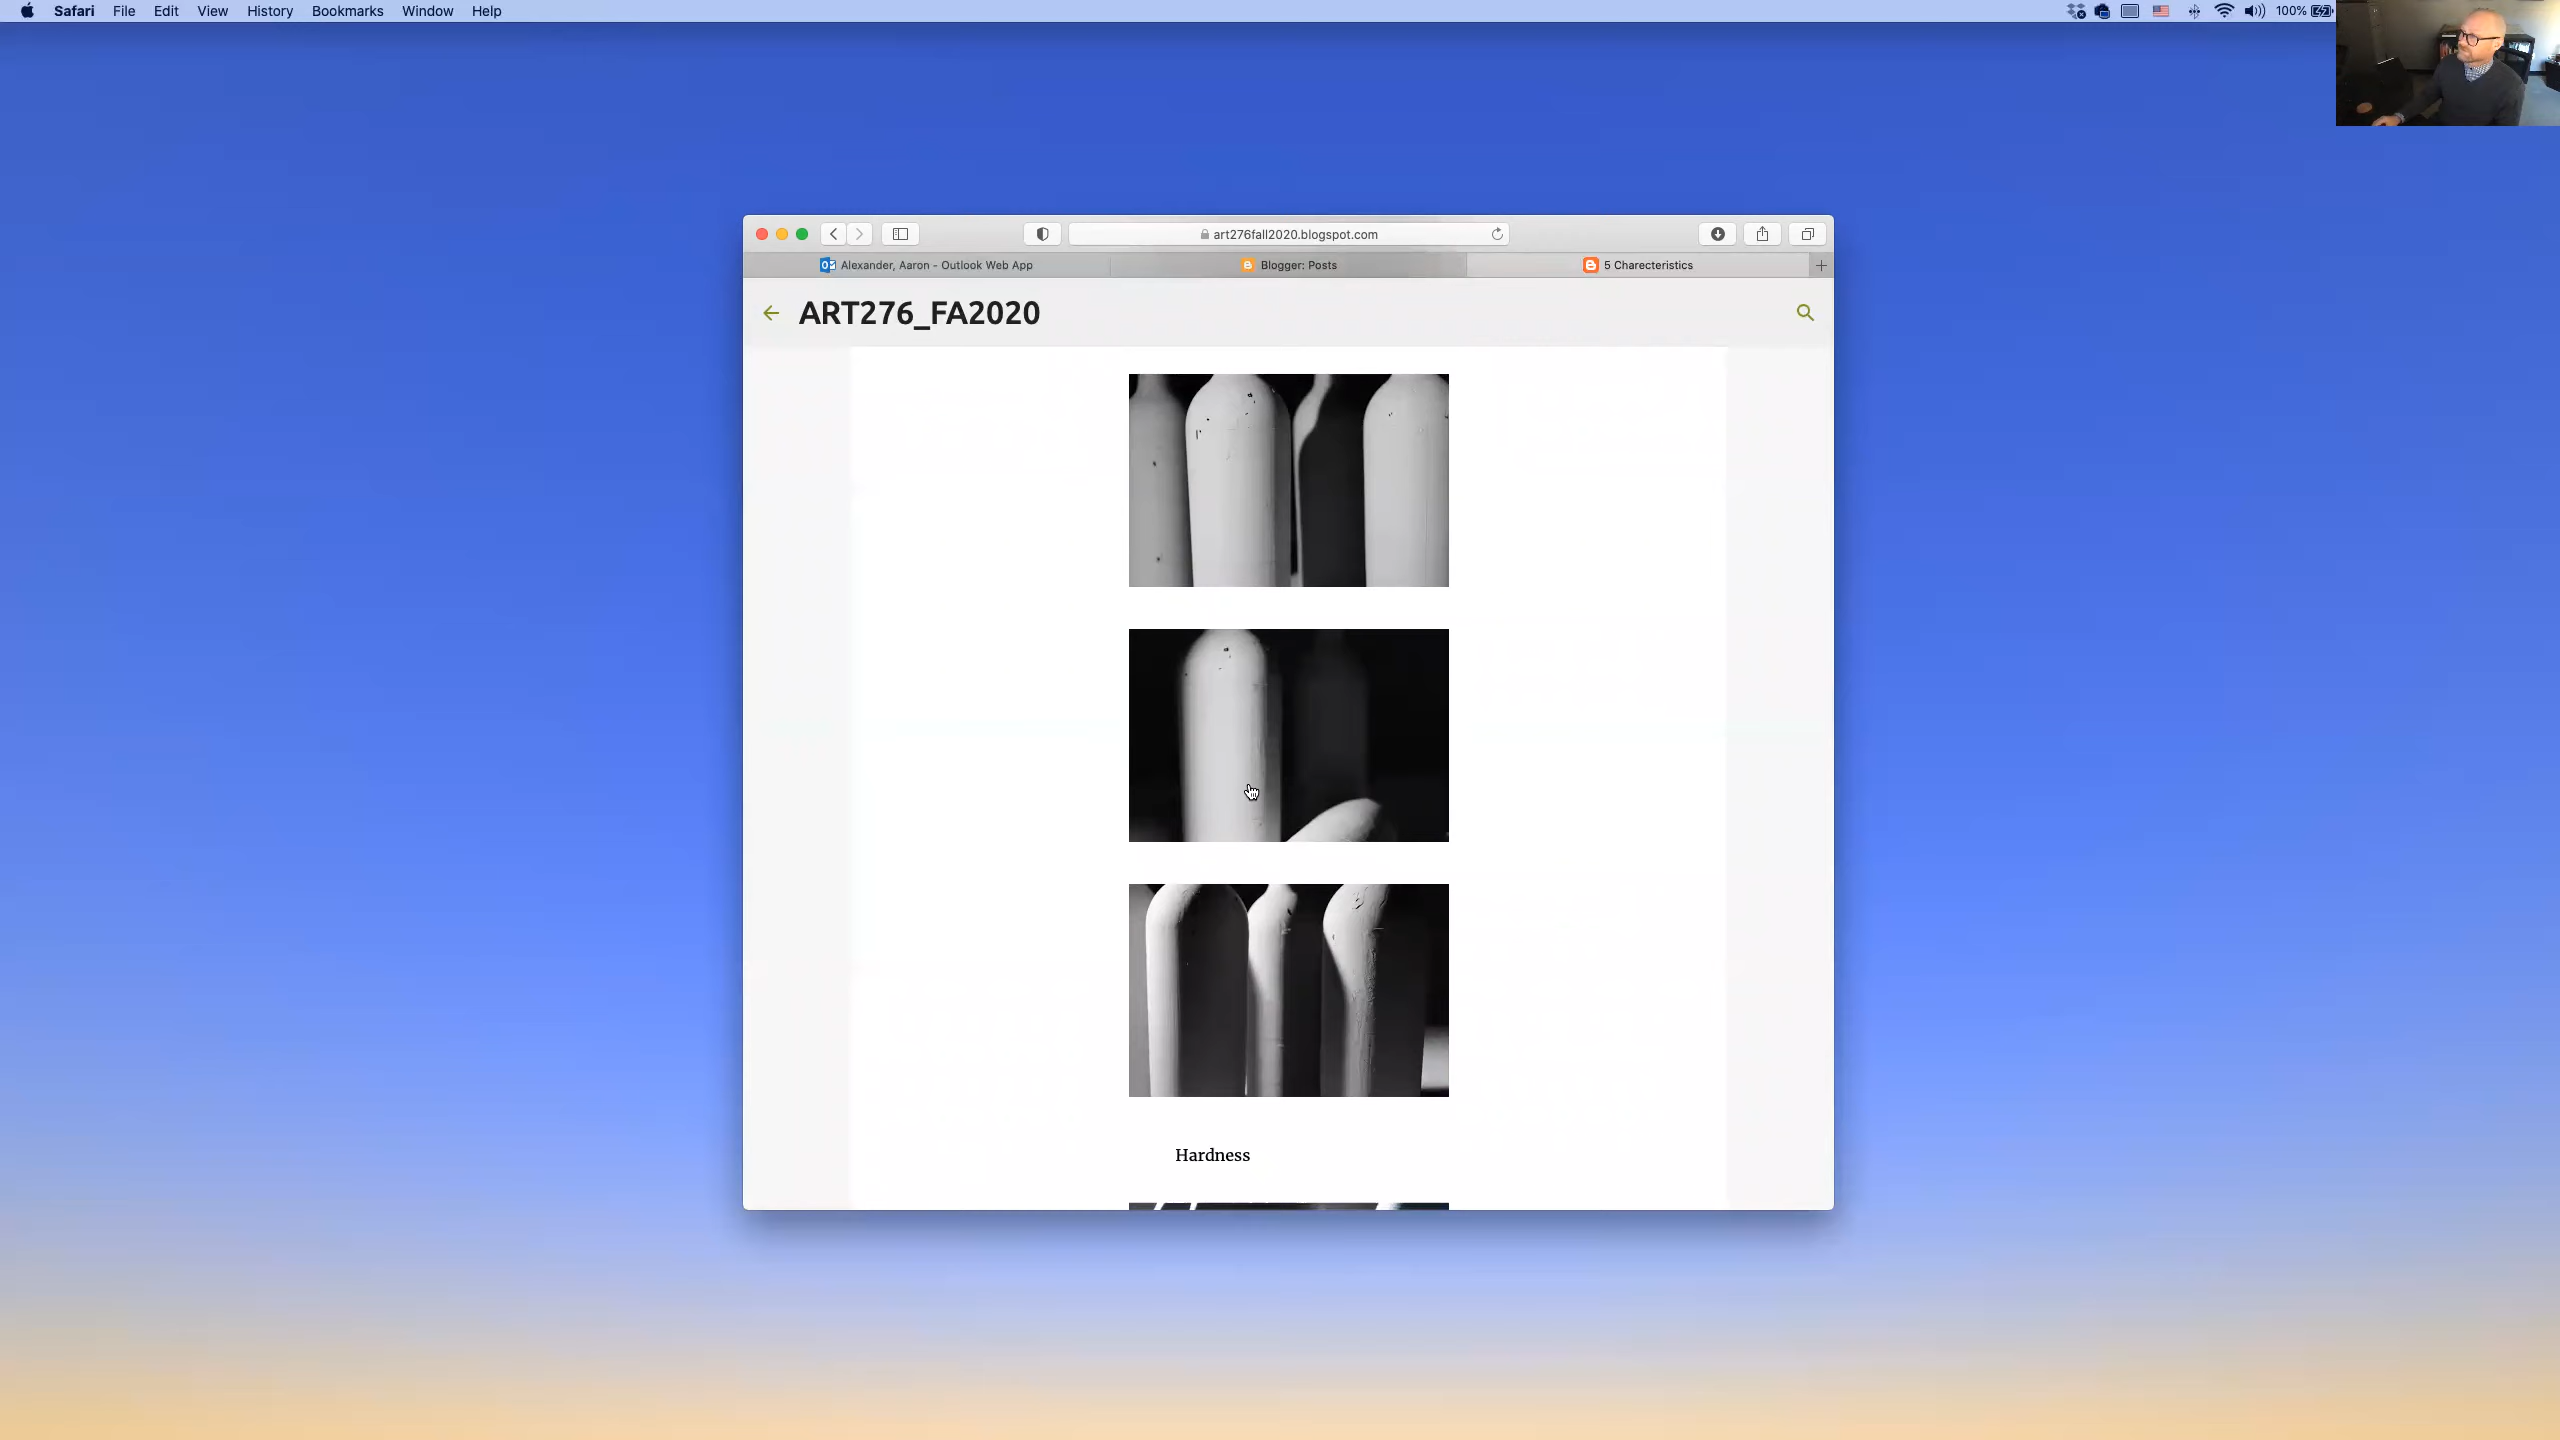 Safari File Edit View History Bookmarks Window Help 100%
art276fall2020.blogspot.com
Alexander, Aaron - Outlook Web App Blogger: Posts 5 Charecteristics
ART276_FA2020
Hardness